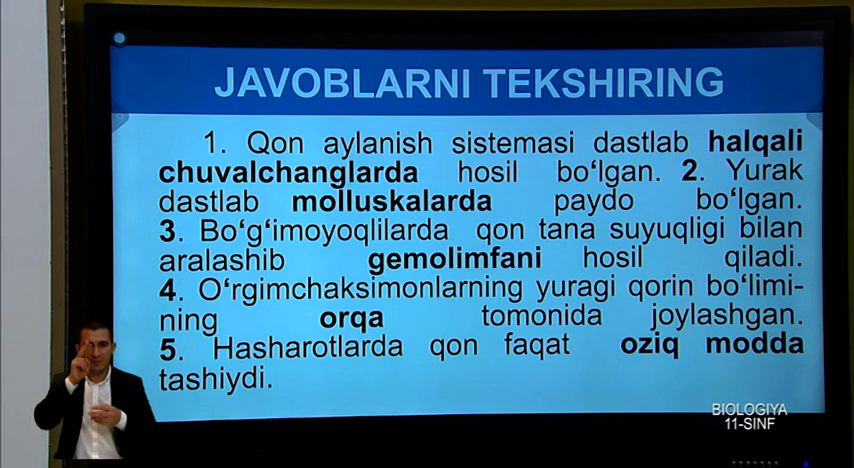 JAVOBLARNI TEKSHIRING
1. Qon aylanish sistemasi dastlab halqali
chuvalchanglarda hosil bo‘lgan. 2. Yurak
dastlab molluskalarda paydo bo‘lgan.
3. Bo‘g‘imoyoqlilarda qon tana suyuqligi bilan
aralashib gemolimfani hosil qiladi.
4. O‘rgimchaksimonlarning yuragi qorin bo‘limi-
ning orqa tomonida joylashgan.
5. Hasharotlarda qon faqat oziq modda
tashiydi.
BIOLOGIYA
11-SINF